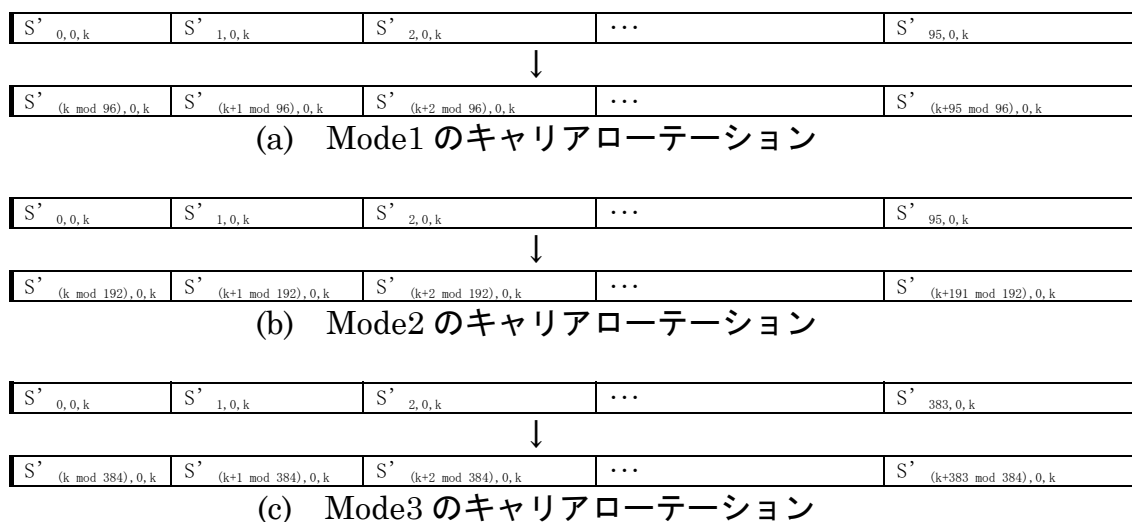 S’ 0,0,k S’ 1,0,k S’ 2,0,k ・・・ S’ 95,0,k
↓
S’ (k mod 96),0,k S’ (k+1 mod 96),0,k S’ (k+2 mod 96),0,k ・・・ S’ (k+95 mod 96),0,k
(a) Mode1 のキャリアローテーション
S’ 0,0,k S’ 1,0,k S’ 2,0,k ・・・ S’ 95,0,k
↓
S’ (k mod 192),0,k S’ (k+1 mod 192),0,k S’ (k+2 mod 192),0,k ・・・ S’ (k+191 mod 192),0,k
(b) Mode2 のキャリアローテーション
S’ 0,0,k S’ 1,0,k S’ 2,0,k ・・・ S’ 383,0,k
↓
S’ (k mod 384),0,k S’ (k+1 mod 384),0,k S’ (k+2 mod 384),0,k ・・・ S’ (k+383 mod 384),0,k
(c) Mode3 のキャリアローテーション